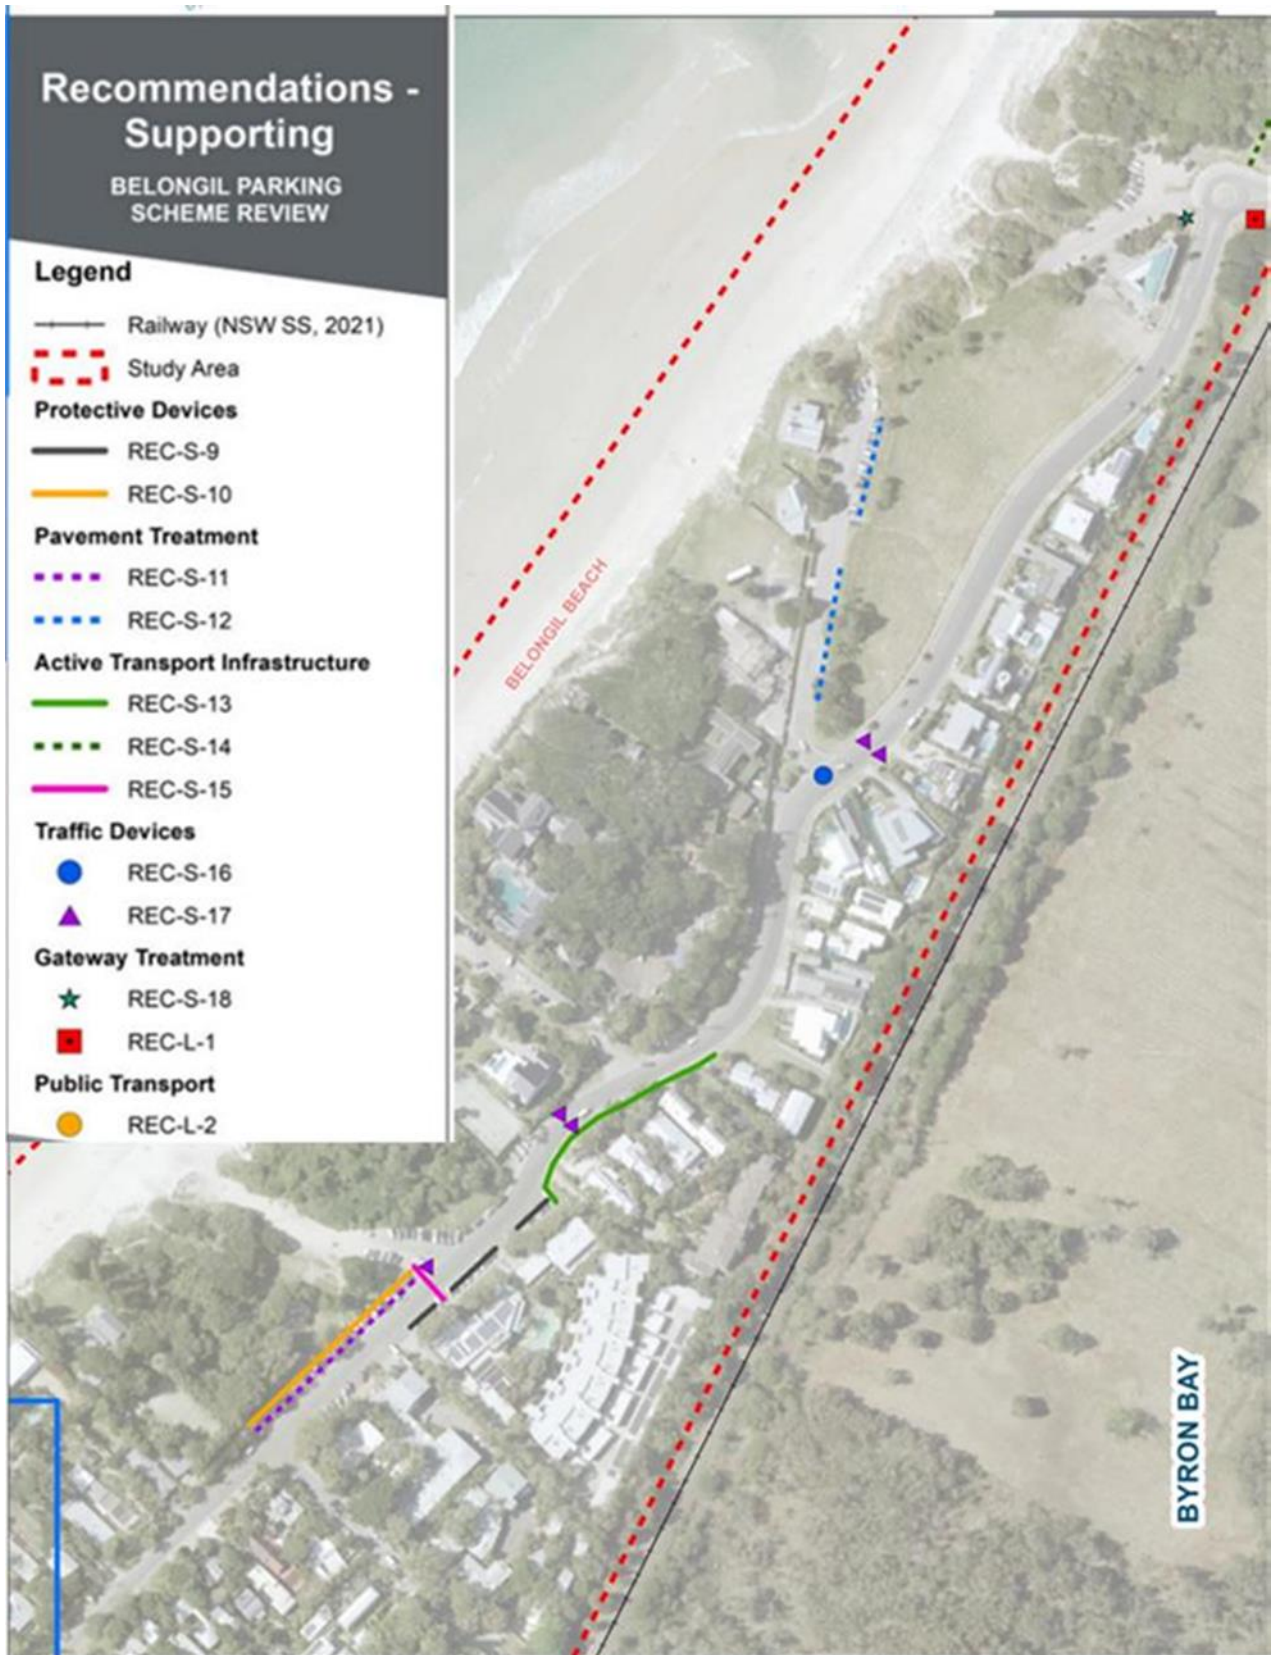 Recommendations -
Supporting
BELONGIL PARKING
SCHEME REVIEW
Legend
Railway (NSW SS, 2021)
Study Area
Protective Devices
REC-S-9
REC-S-10
Pavement Treatment
REC-S-11
REC-S-12
Active Transport Infrastructure
REC-S-13
REC-S-14
REC-S-15
Traffic Devices
REC-S-16
REC-S-17
Gateway Treatment
REC-S-18
REC-L-1
Public Transport
REC-L-2
BELONGIL BEACH
BYRON BAY